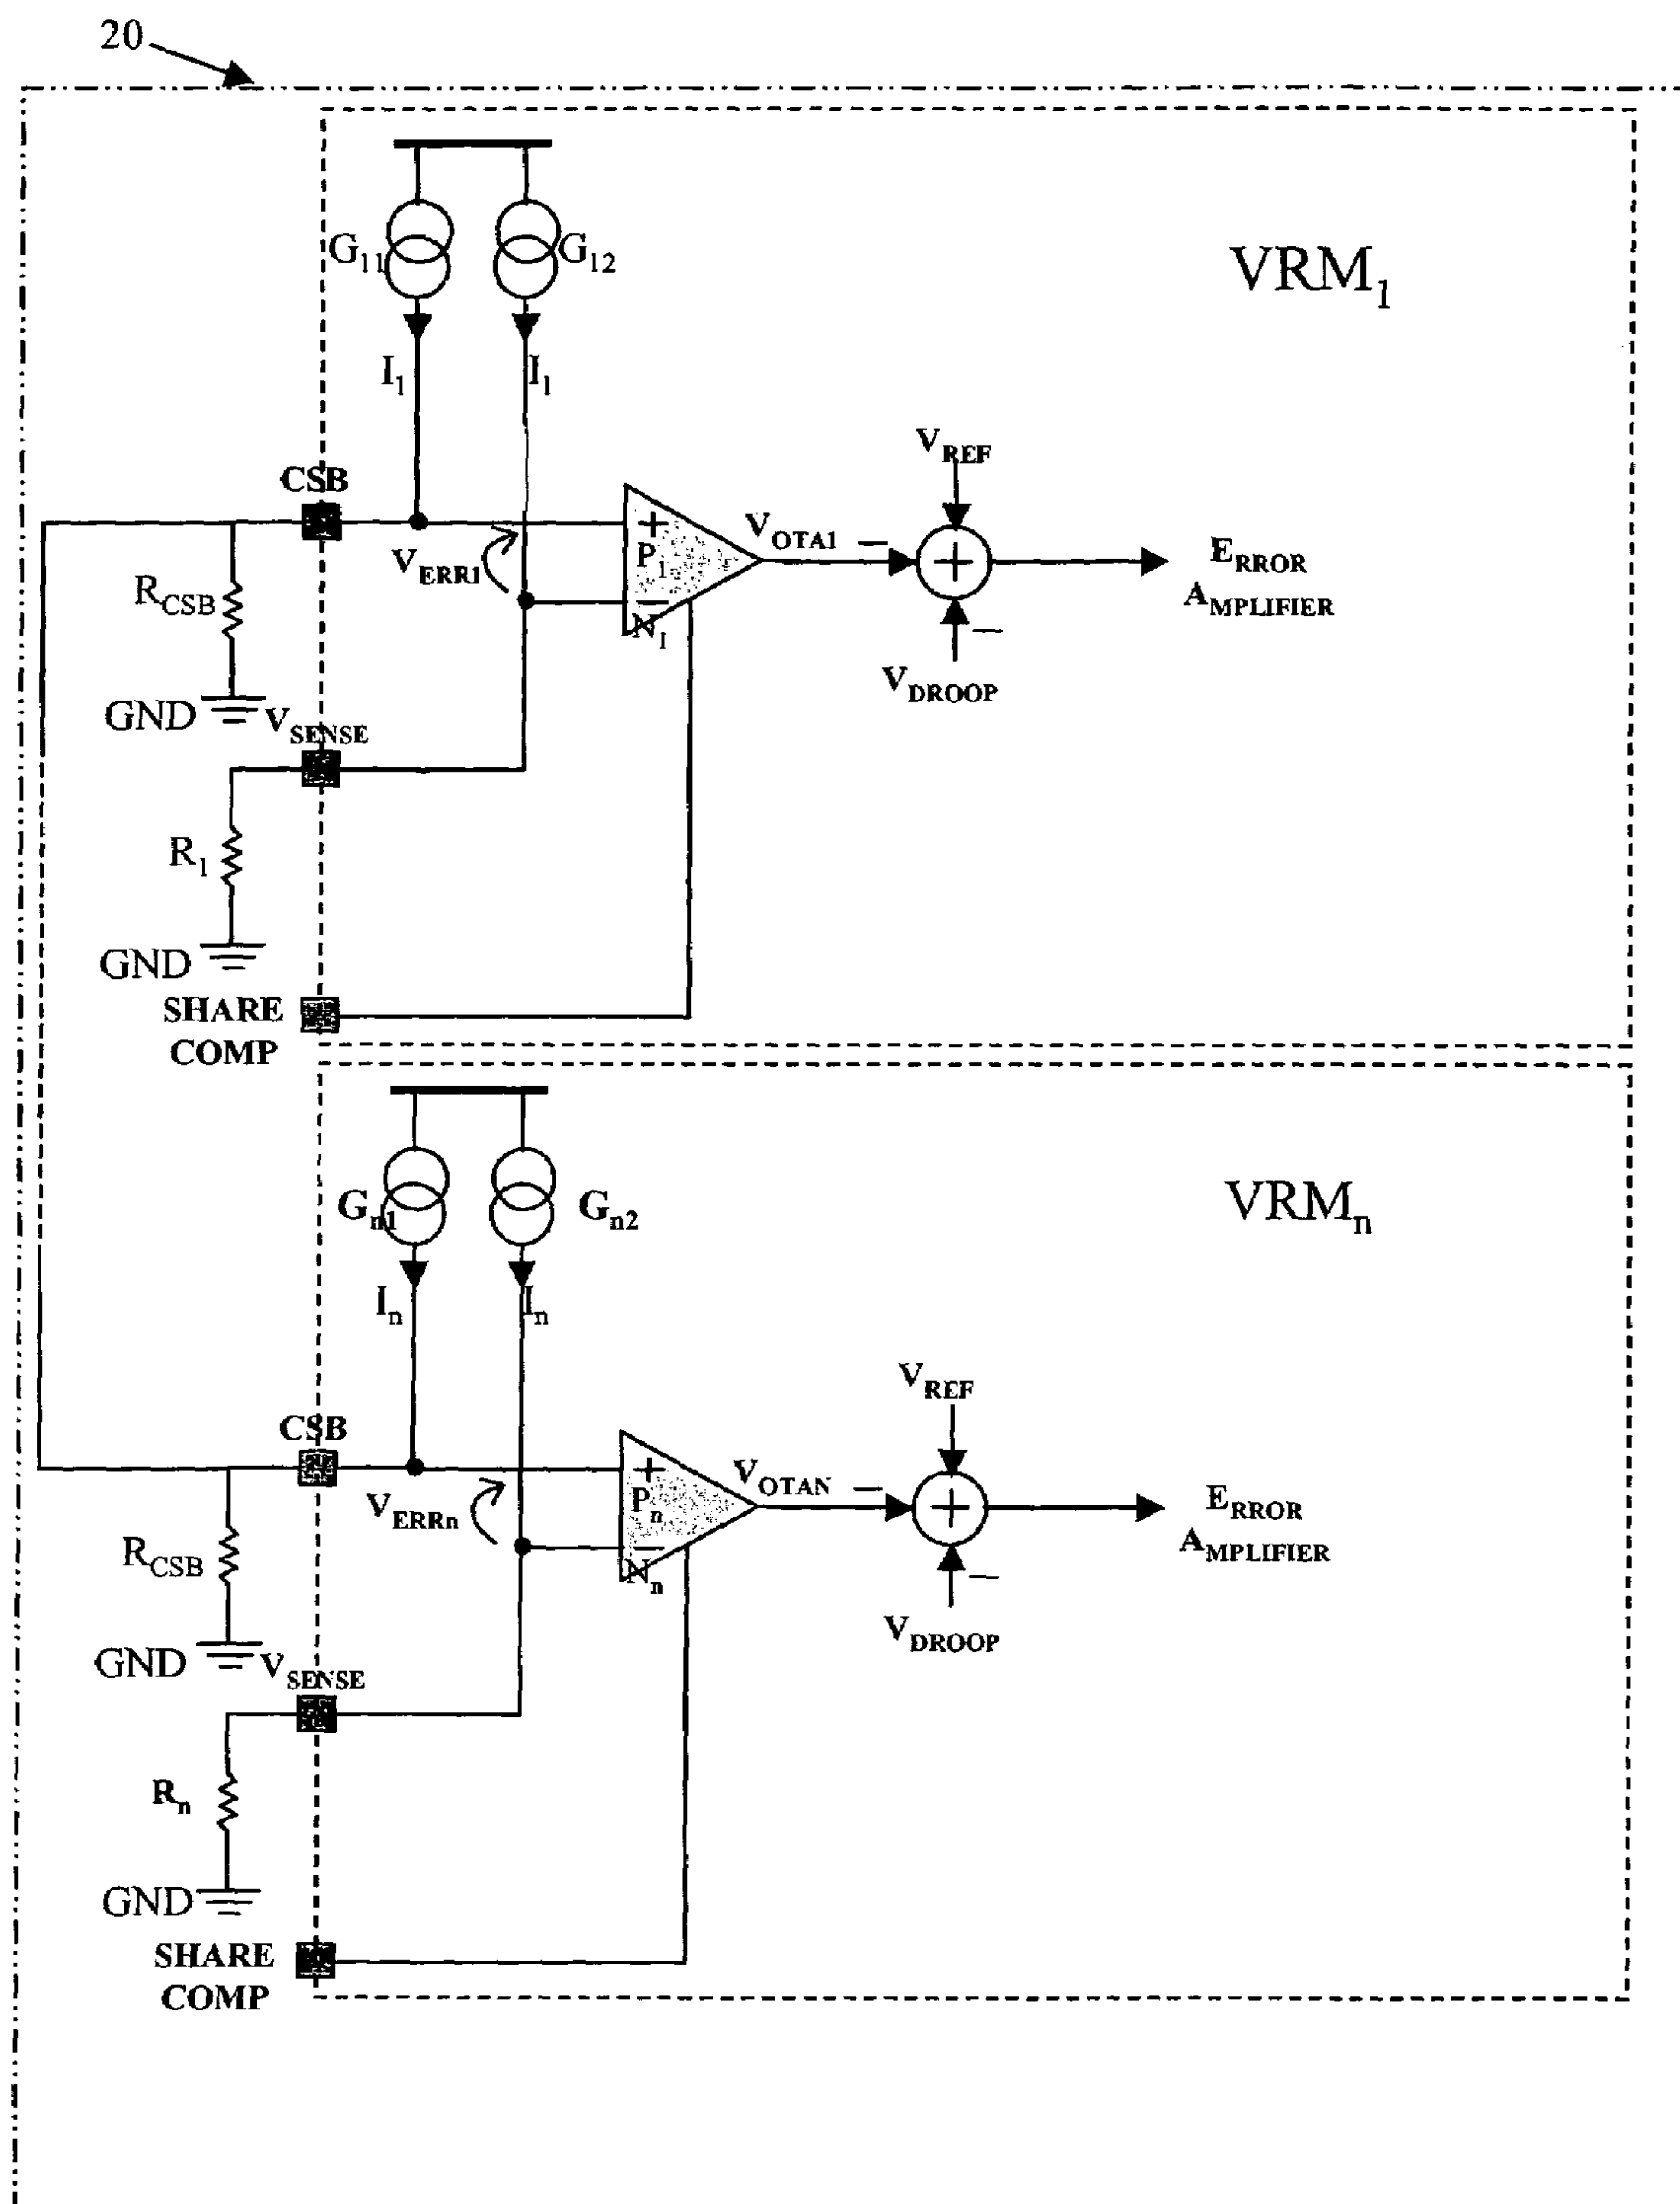 20
G11
G12
VRM1
I1
I1
VREF
CSB
+
P1
VOTA1
−
+
ERROR
AMPLIFIER
VERR1
−
N1
RCSB
−
VDROOP
GND
VSENSE
R1
GND
SHARE
COMP
Gn1
Gn2
VRMn
In
In
VREF
CSB
+
Pn
VOTAN
−
+
ERROR
AMPLIFIER
VERRn
−
Nn
RCSB
−
VDROOP
GND
VSENSE
Rn
GND
SHARE
COMP